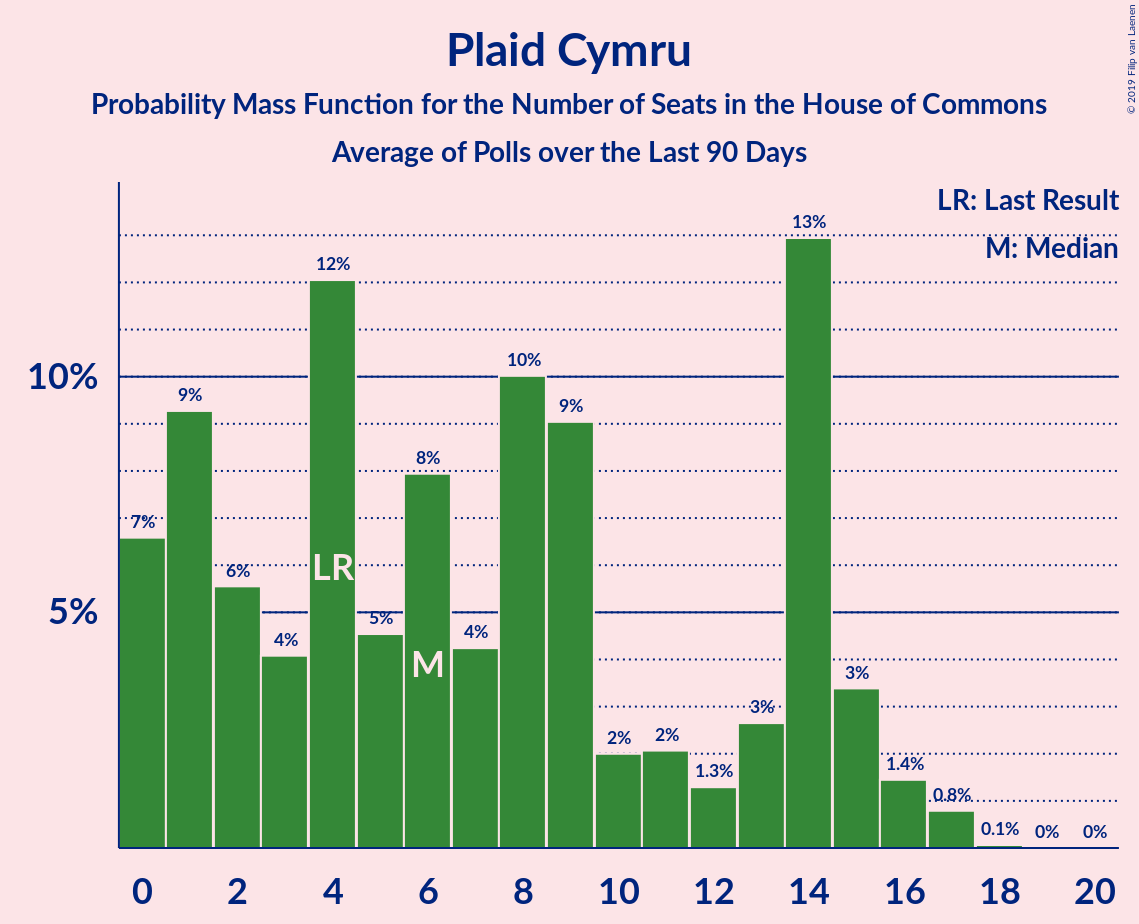 Plaid Cymru
Probability Mass Function for the Number of Seats in the House of Commons
Average of Polls over the Last 90 Days
© 2019 Filip van Laenen
LR: Last Result
M: Median
10%
5%
7%
9%
6%
4%
12%
5%
8%
4%
10%
9%
2%
2%
1.3%
3%
13%
3%
1.4%
0.8%
0.1%
0%
0%
LR
M
0 2 4 6 8 10 12 14 16 18 20